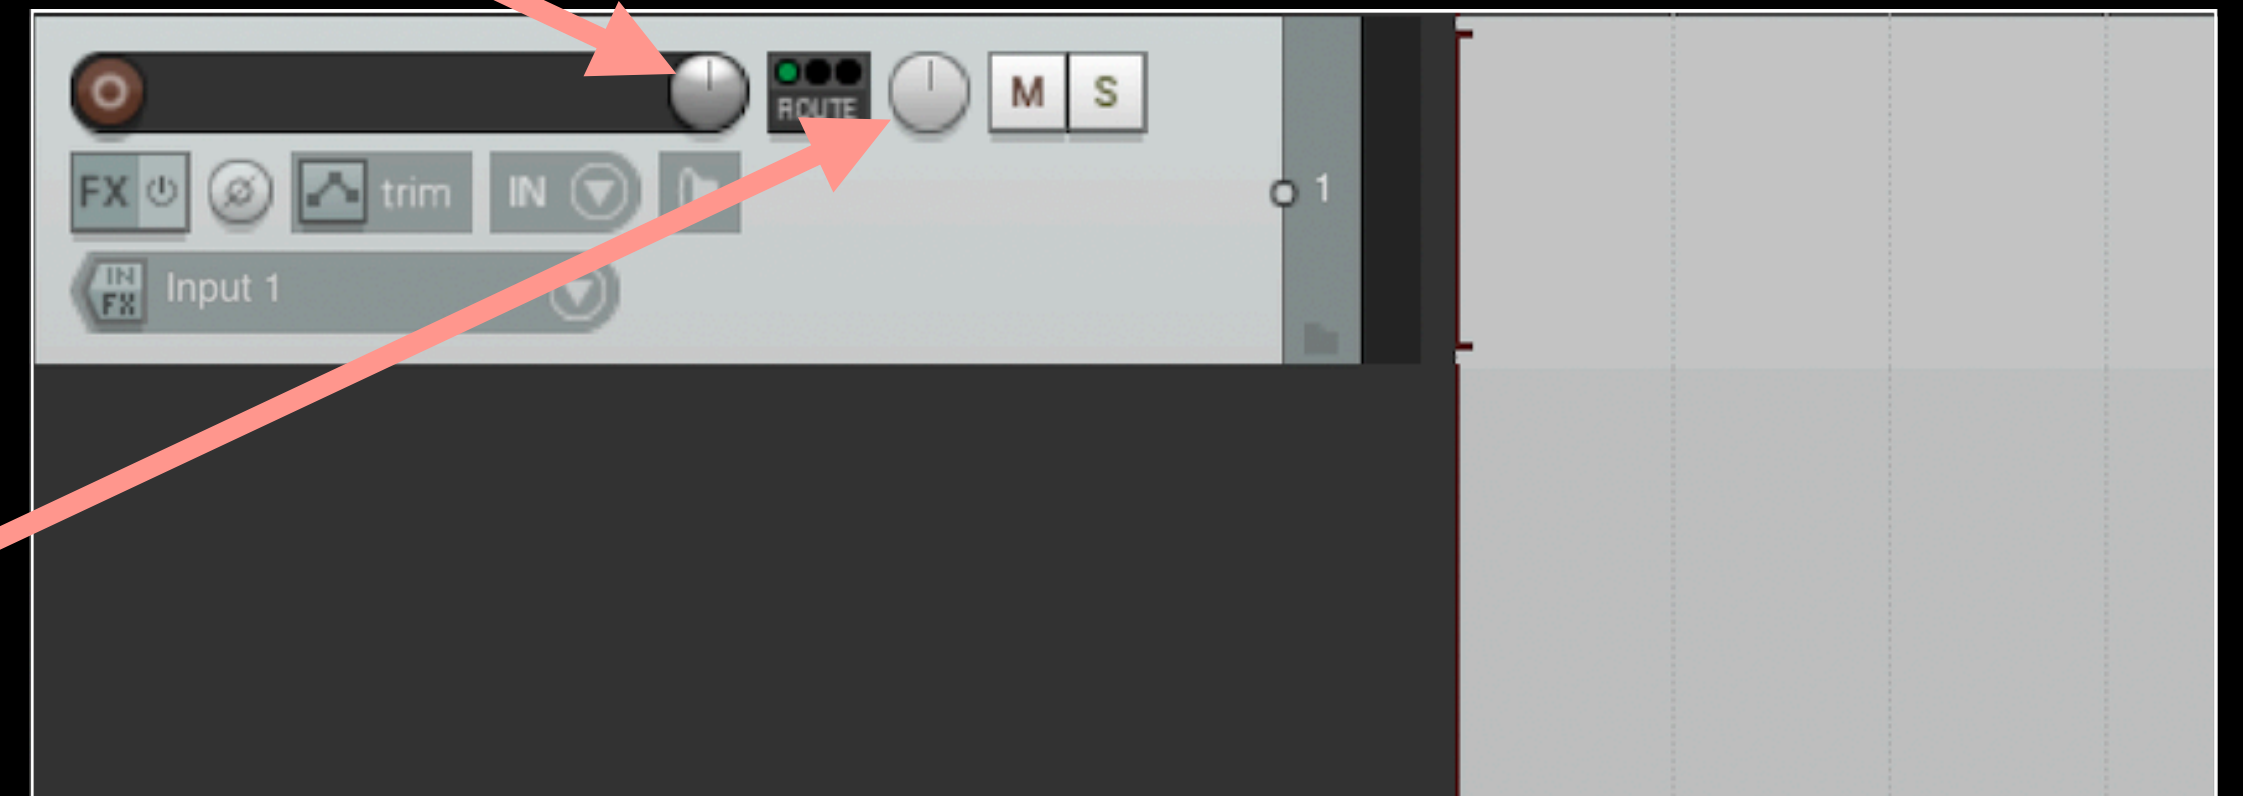 ROUTE
M S
FX trim IN 1
IN
FX Input 1